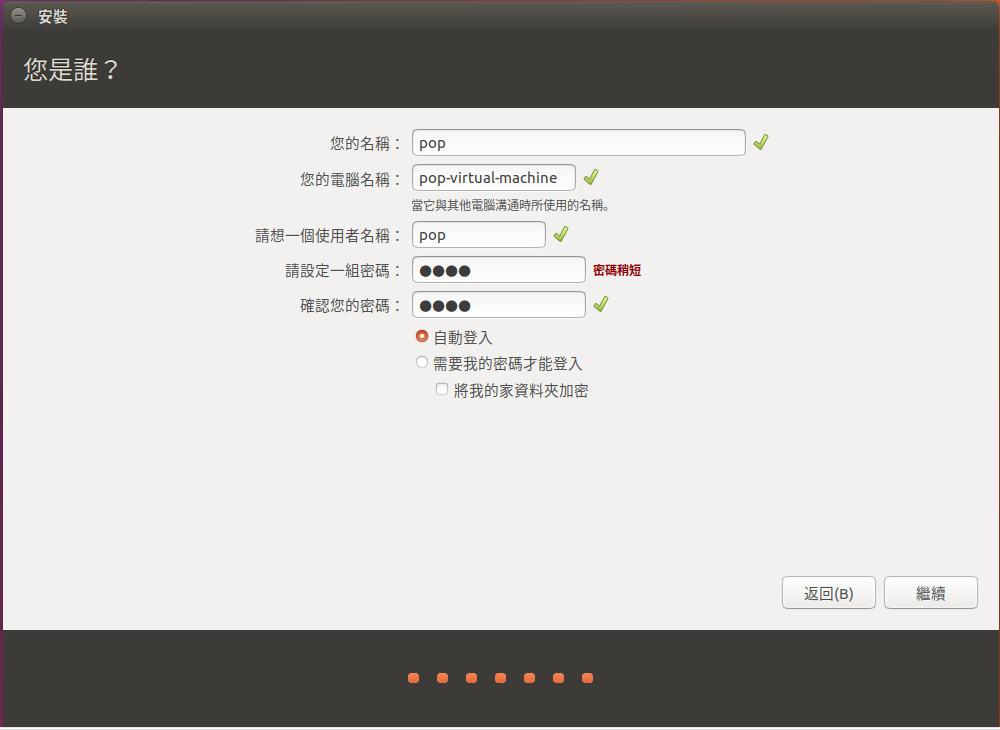 安裝
您是誰？
您的名稱： pop
您的電腦名稱： pop-virtual-machine
當它與其他電腦溝通時所使用的名稱。
請想一個使用者名稱： pop
請設定一組密碼： ●●●● 密碼稍短
確認您的密碼： ●●●●
自動登入
需要我的密碼才能登入
將我的家資料夾加密
返回(B) 繼續